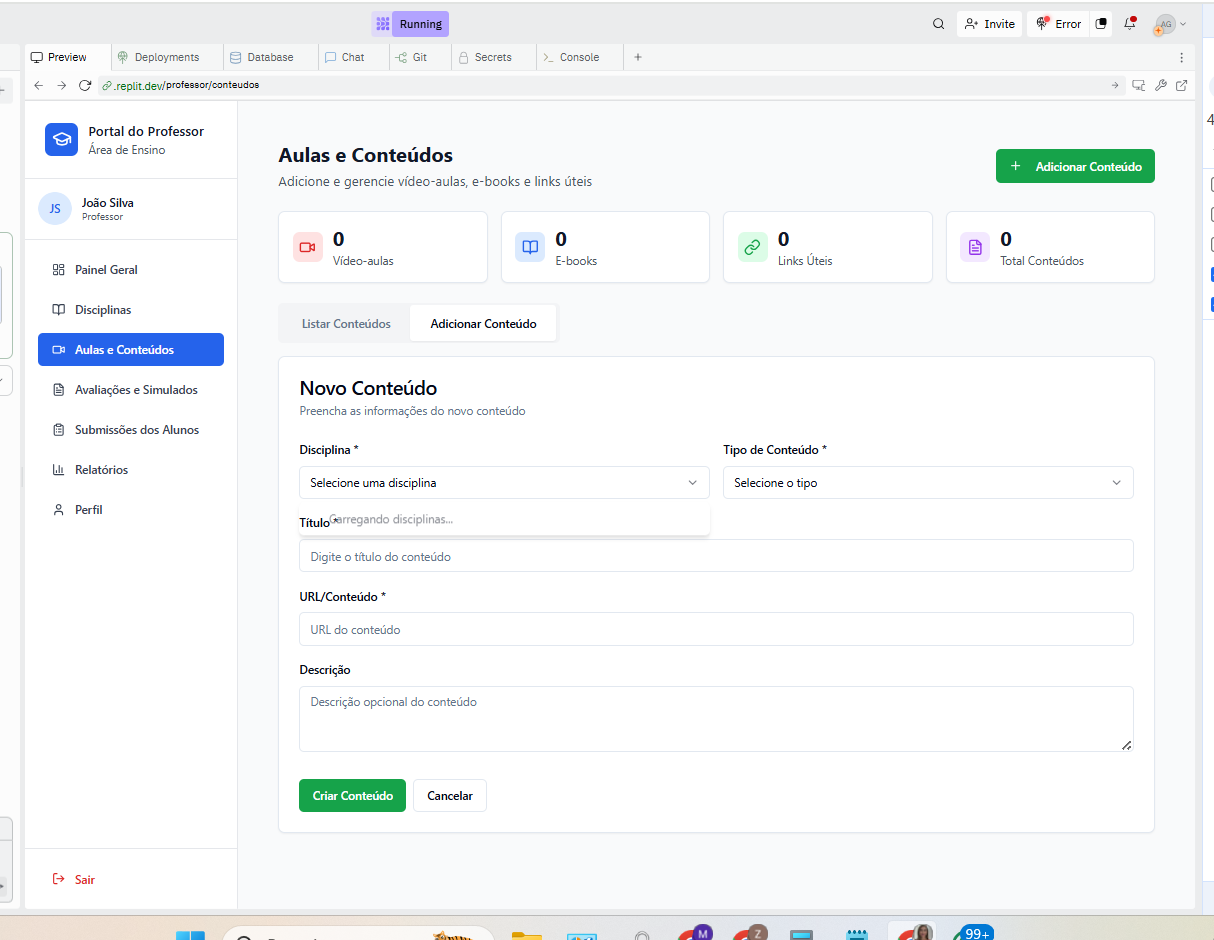 Running
Invite
Error
AG
Preview
Deployments
Database
Chat
Git
Secrets
Console
.replit.dev/professor/conteudos
Portal do Professor
Área de Ensino
JS
João Silva
Professor
Painel Geral
Disciplinas
Aulas e Conteúdos
Avaliações e Simulados
Submissões dos Alunos
Relatórios
Perfil
Sair
Aulas e Conteúdos
Adicione e gerencie vídeo-aulas, e-books e links úteis
Adicionar Conteúdo
0
Vídeo-aulas
0
E-books
0
Links Úteis
0
Total Conteúdos
Listar Conteúdos
Adicionar Conteúdo
Novo Conteúdo
Preencha as informações do novo conteúdo
Disciplina *
Tipo de Conteúdo *
Selecione uma disciplina
Selecione o tipo
Carregando disciplinas...
Título *
Digite o título do conteúdo
URL/Conteúdo *
URL do conteúdo
Descrição
Descrição opcional do conteúdo
Criar Conteúdo
Cancelar
4
M
Z
99+